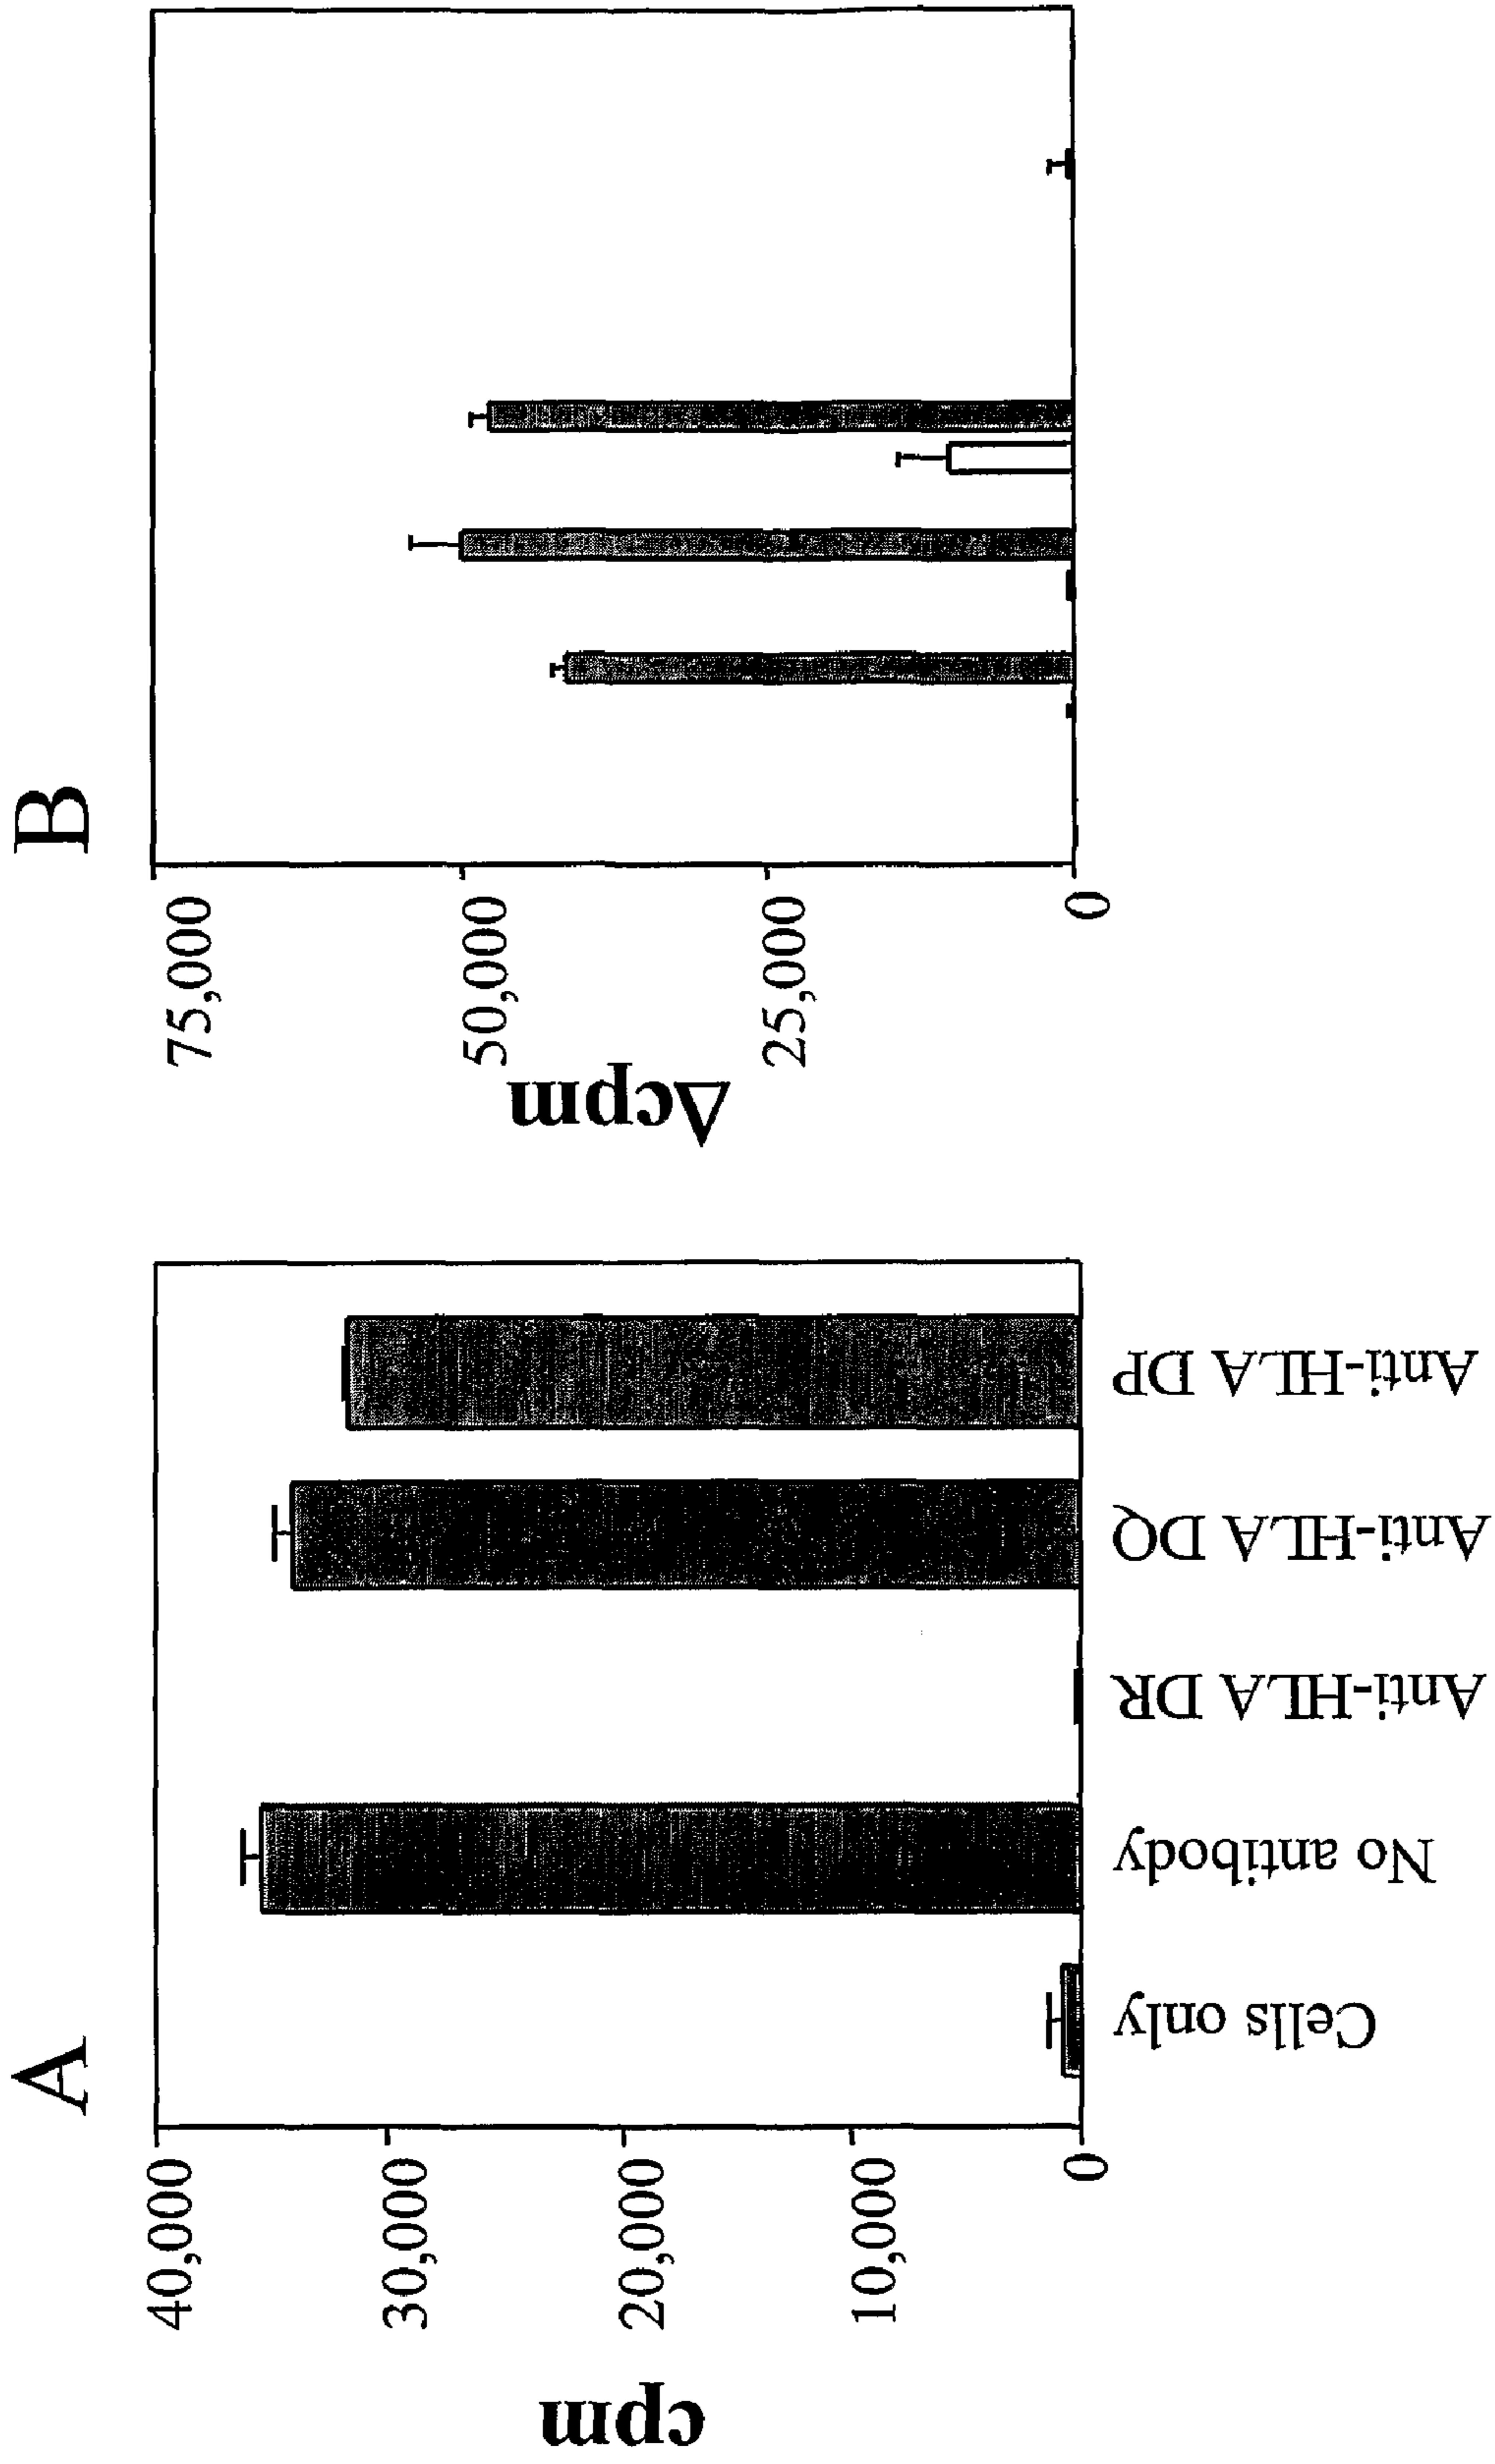 A
cpm
40,000
30,000
20,000
10,000
0
Cells only
No antibody
Anti-HLA DR
Anti-HLA DQ
Anti-HLA DP
B
Δcpm
75,000
50,000
25,000
0